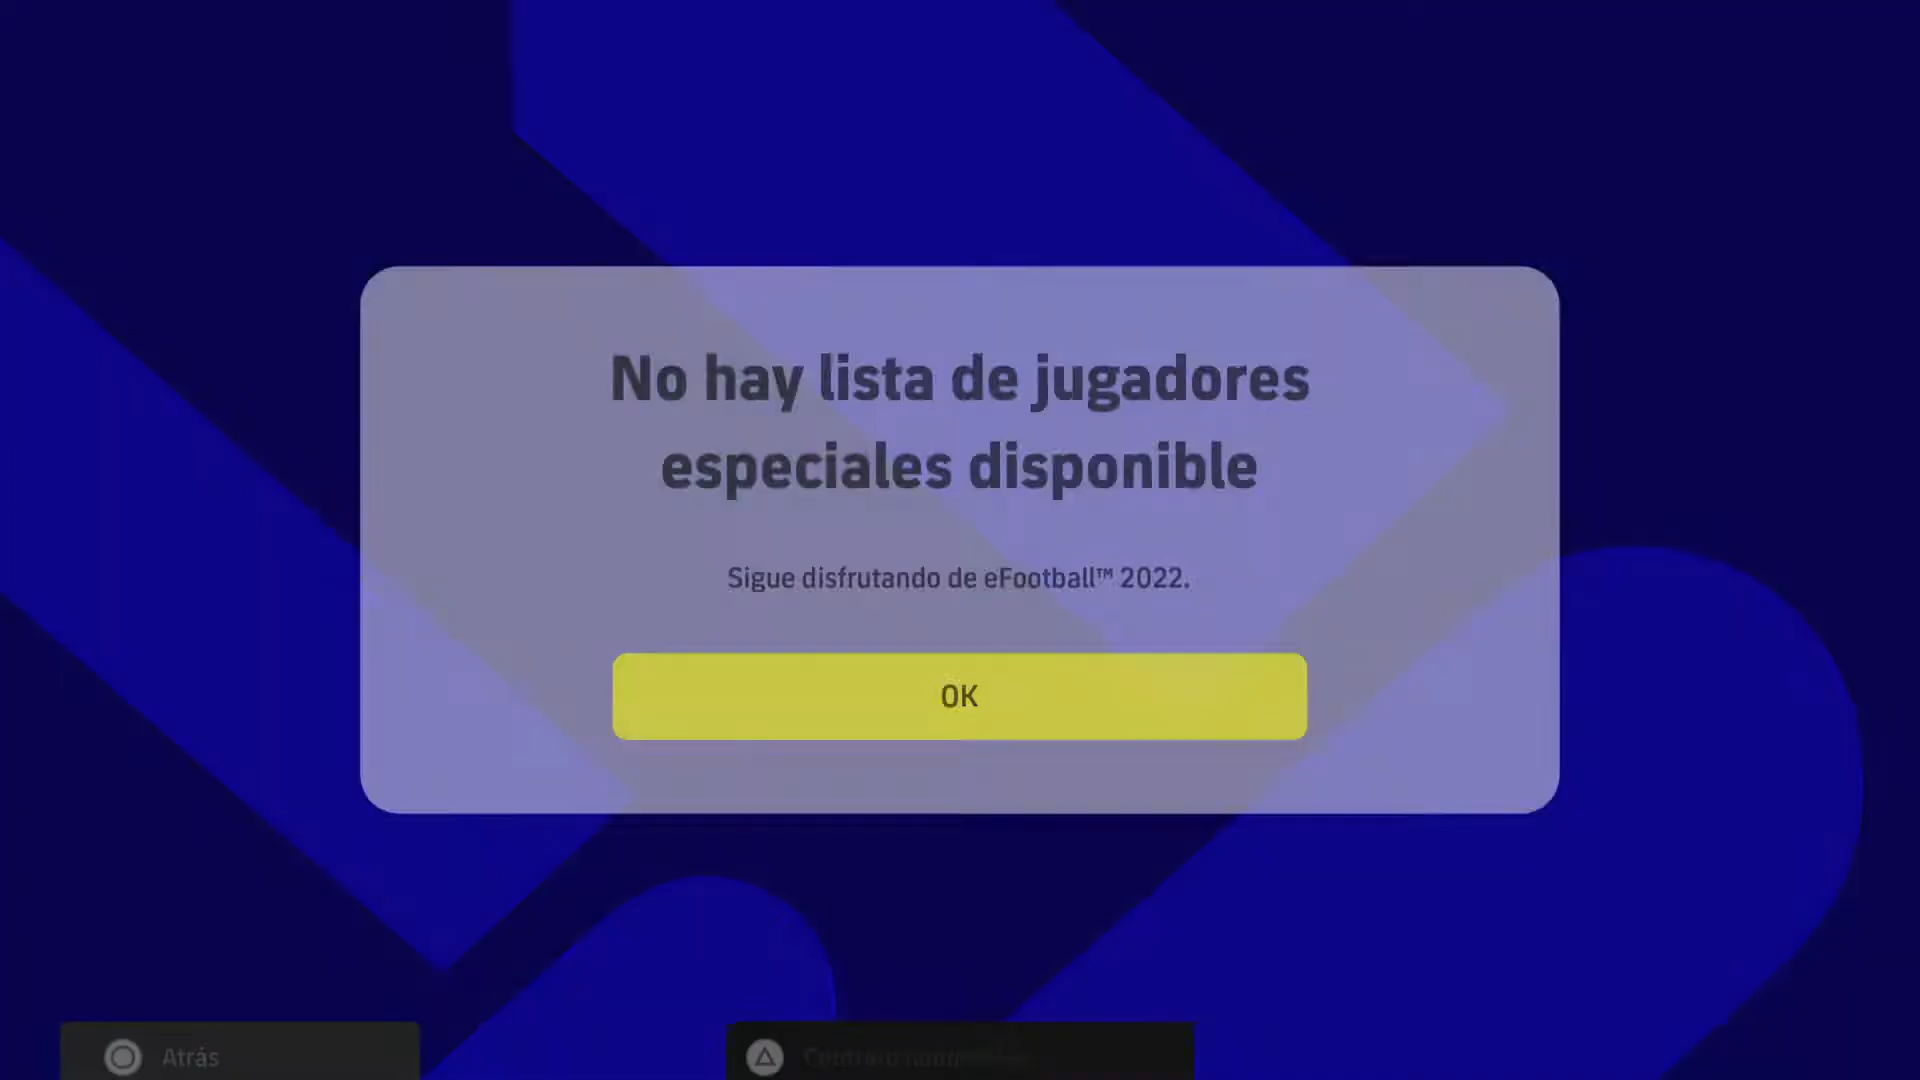 No hay lista de jugadores
especiales disponible
Sigue disfrutando de eFootball™ 2022.
OK
Atrás